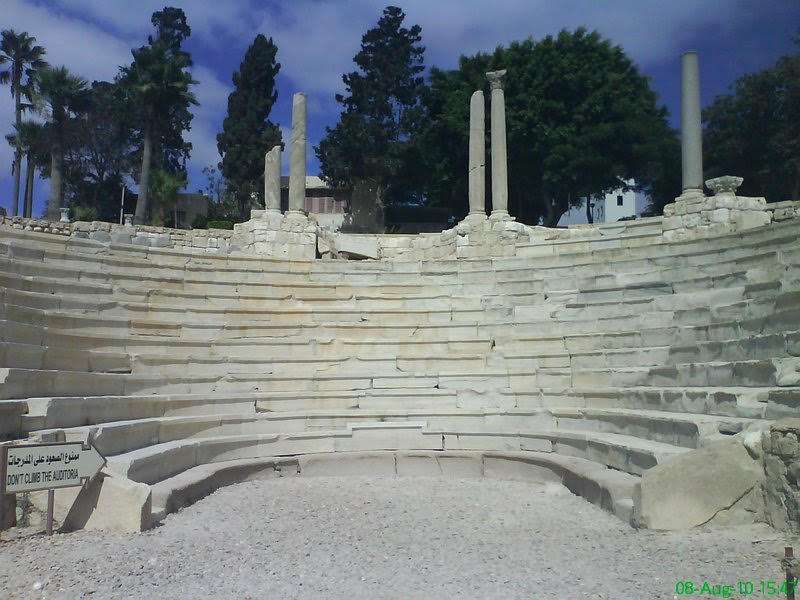 ممنوع الصعود على المدرجات
DON'T CLIMB THE AUDITORIA
08-Aug-10 15:47